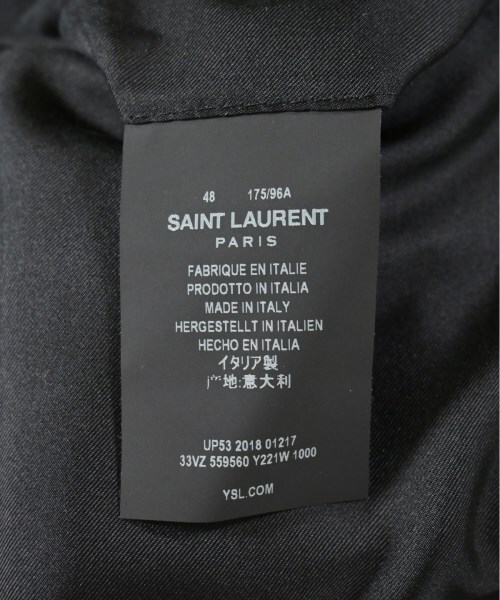 48 175/96A
SAINT LAURENT
PARIS
FABRIQUE EN ITALIE
PRODOTTO IN ITALIA
MADE IN ITALY
HERGESTELLT IN ITALIEN
HECHO EN ITALIA
イタリア製
地:意大利
UP53 2018 01217
33VZ 559560 Y221W 1000
YSL.COM